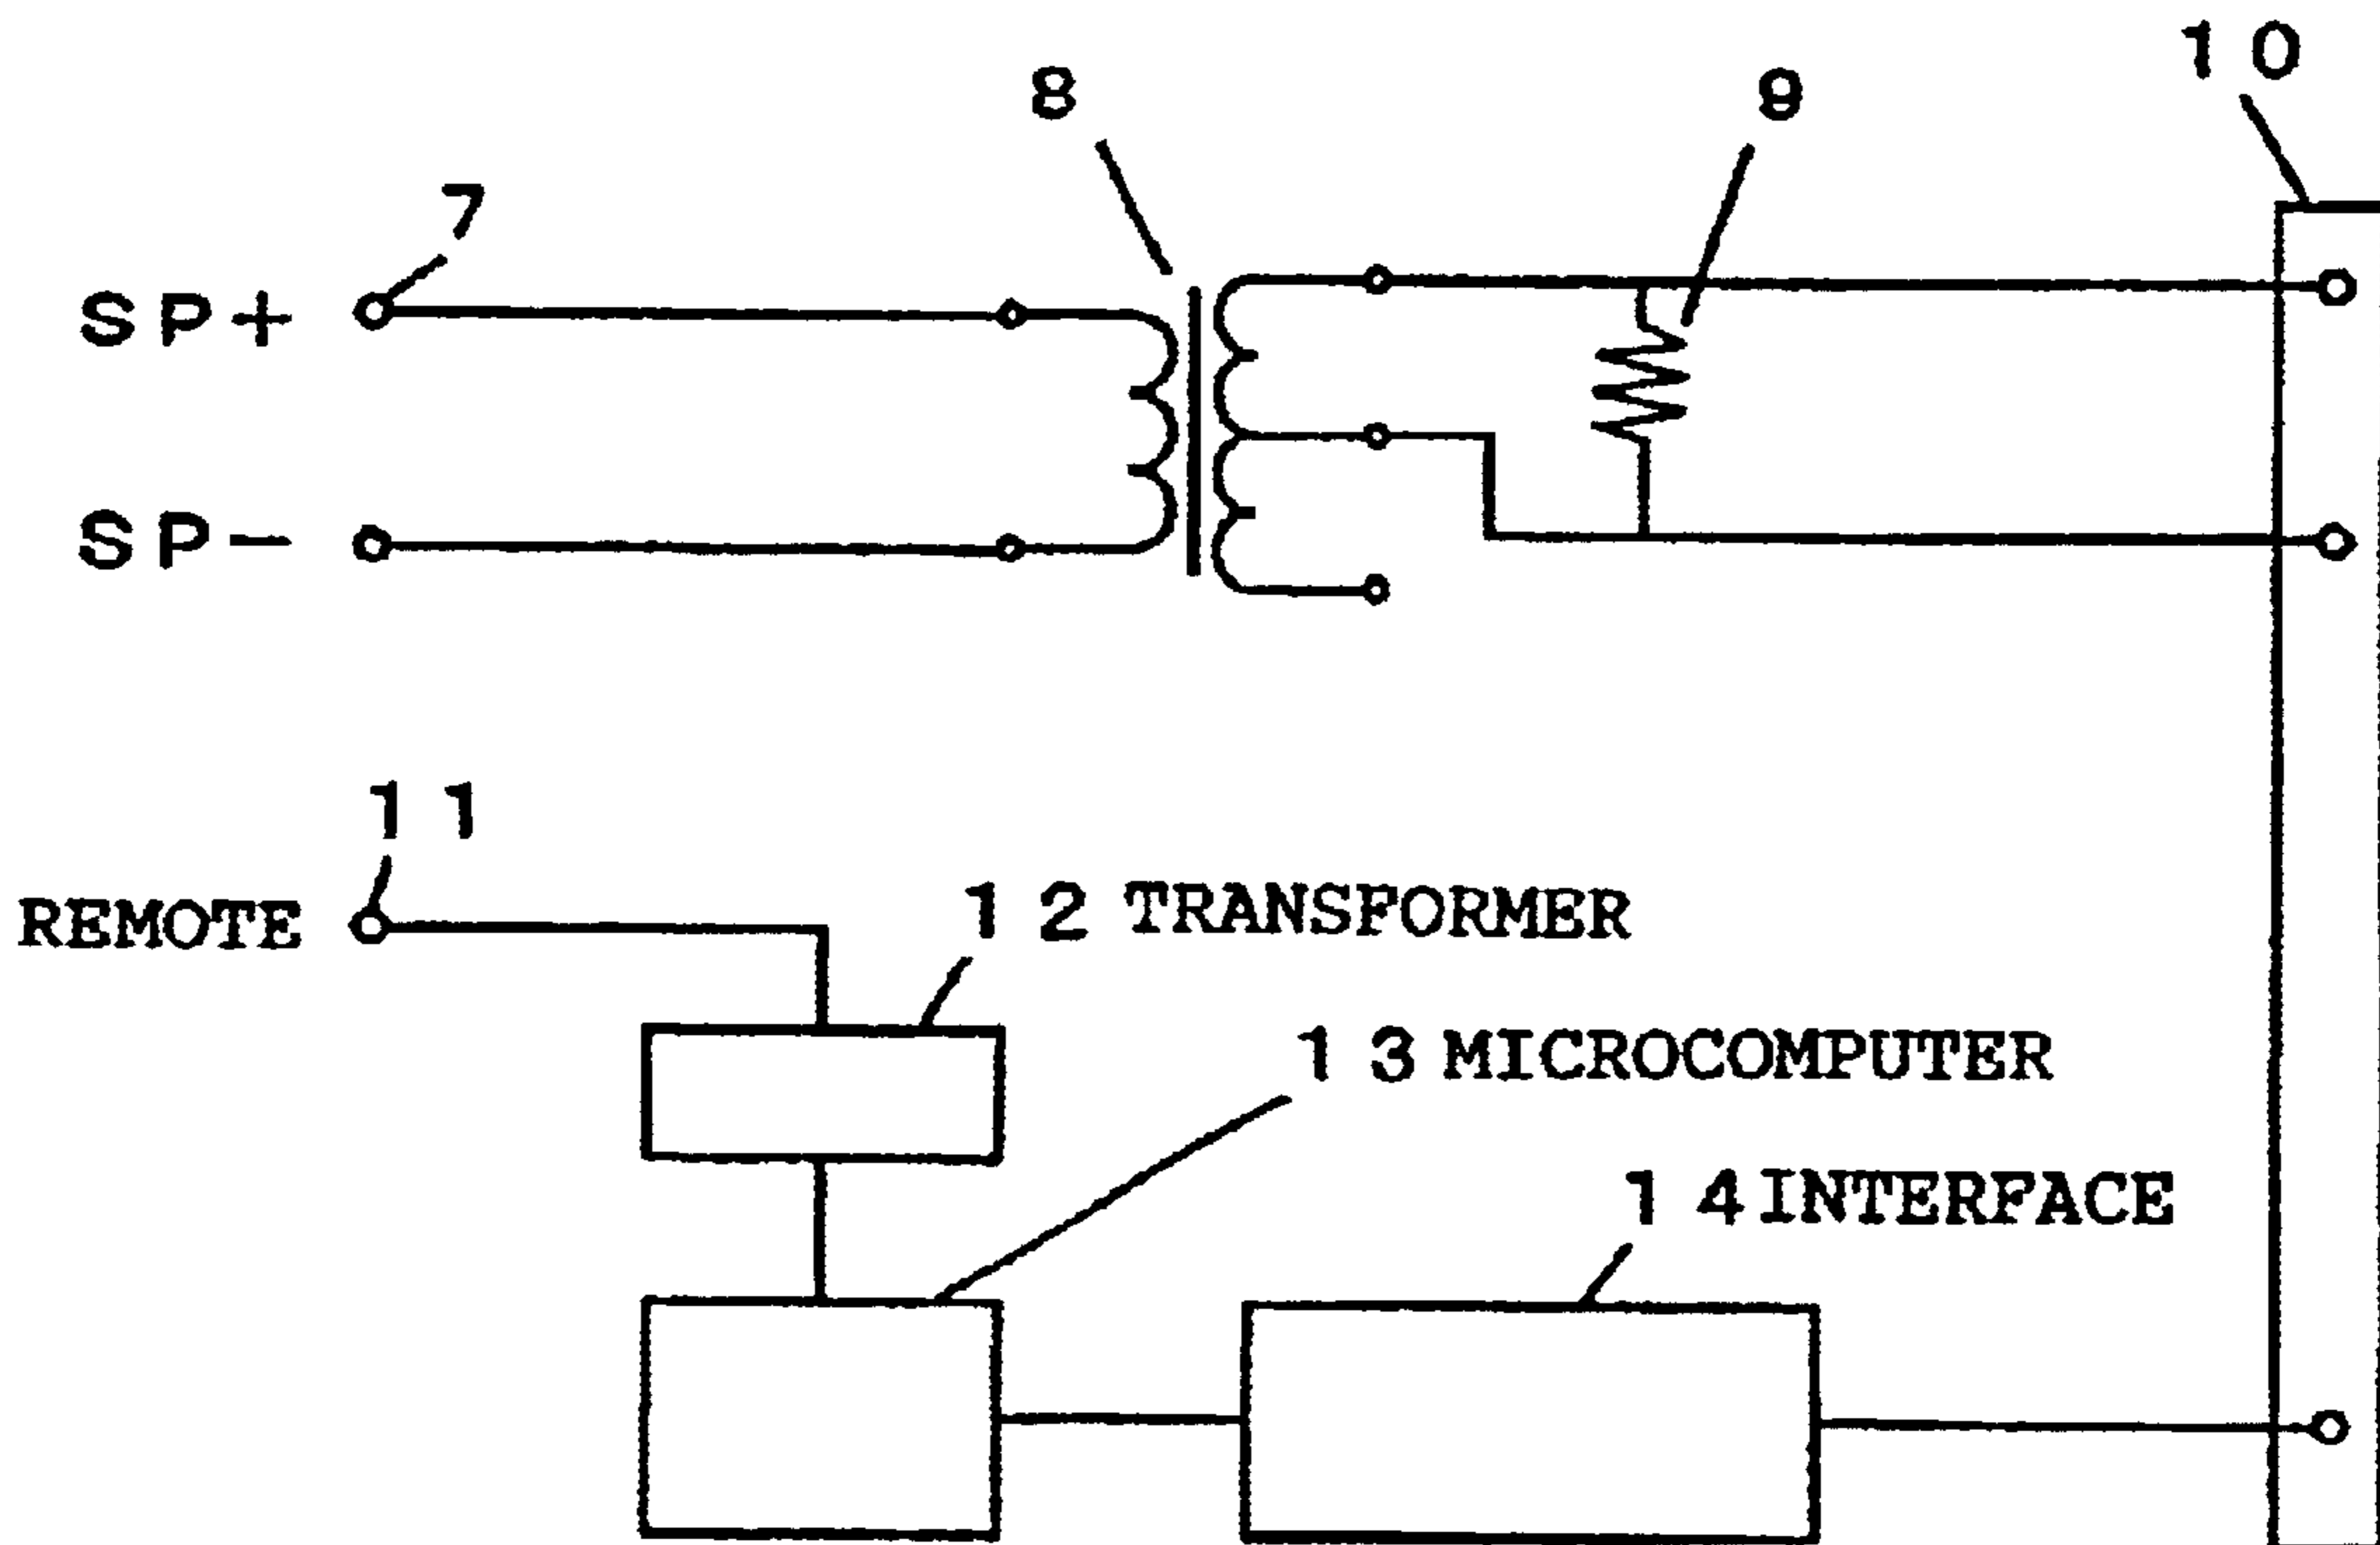 10
8
9
7
SP+
SP-
11
REMOTE
12 TRANSFORMER
13 MICROCOMPUTER
14 INTERFACE